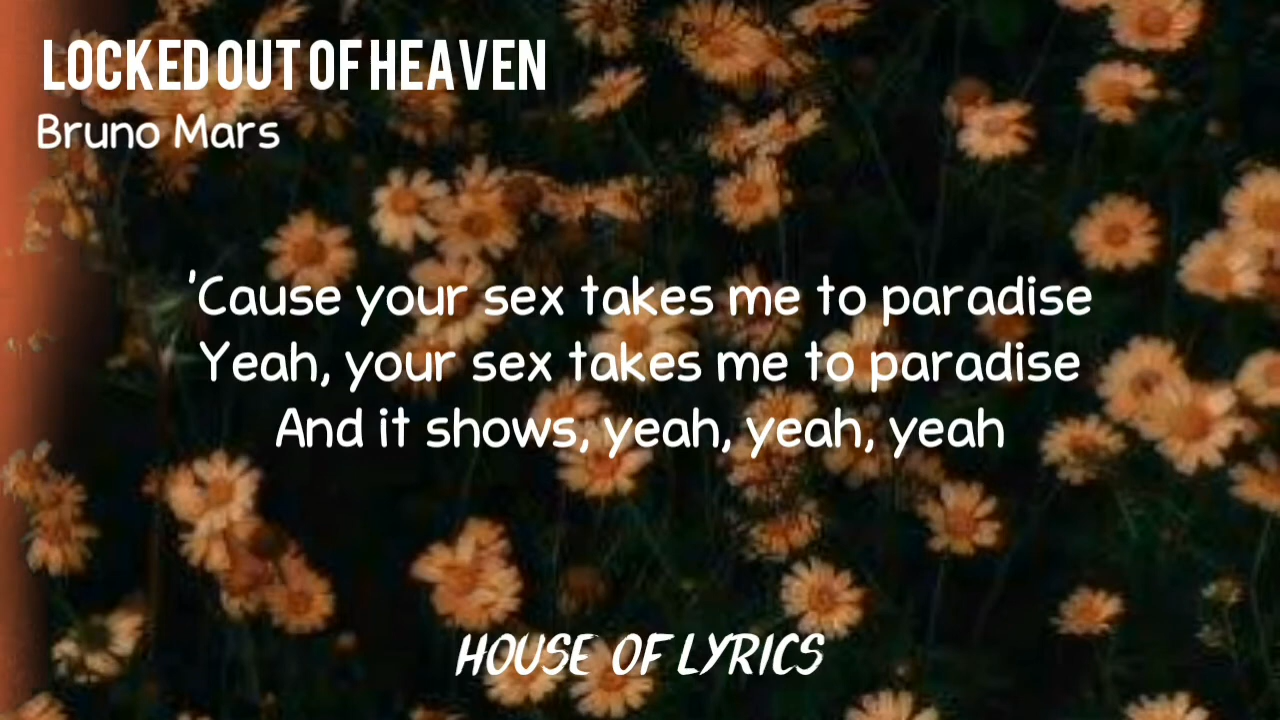 LOCKED OUT OF HEAVEN
Bruno Mars
'Cause your sex takes me to paradise
Yeah, your sex takes me to paradise
And it shows, yeah, yeah, yeah
HOUSE OF LYRICS